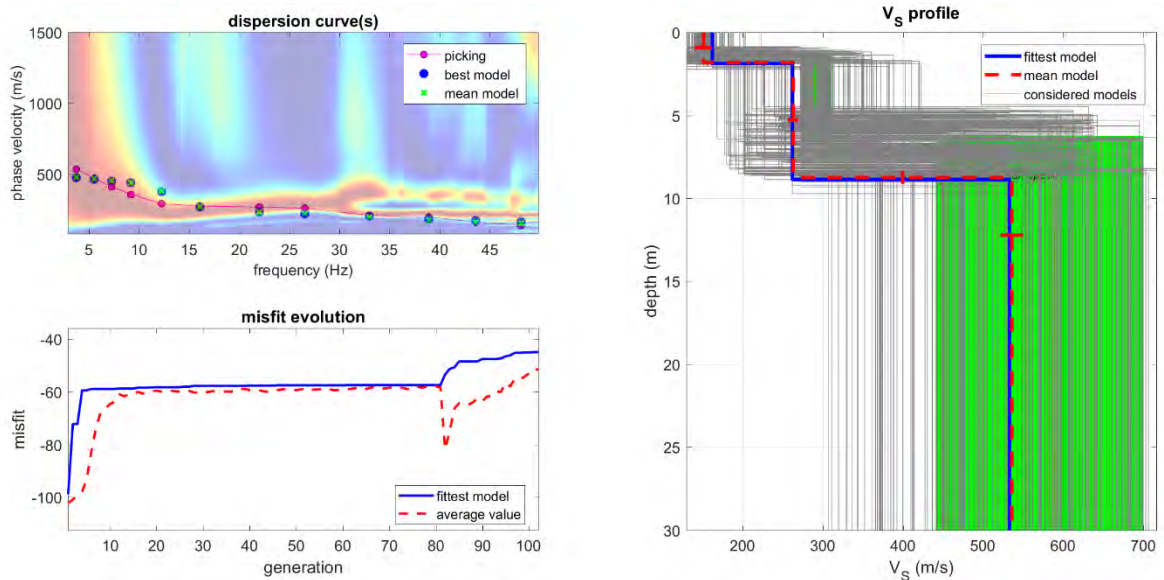 dispersion curve(s)
1500
1000
500
phase velocity (m/s)
picking
best model
mean model
5 10 15 20 25 30 35 40 45
frequency (Hz)
misfit evolution
-40
-60
-80
-100
misfit
fittest model
average value
10 20 30 40 50 60 70 80 90 100
generation
VS profile
0
5
10
15
20
25
30
depth (m)
fittest model
mean model
considered models
200 300 400 500 600 700
VS (m/s)